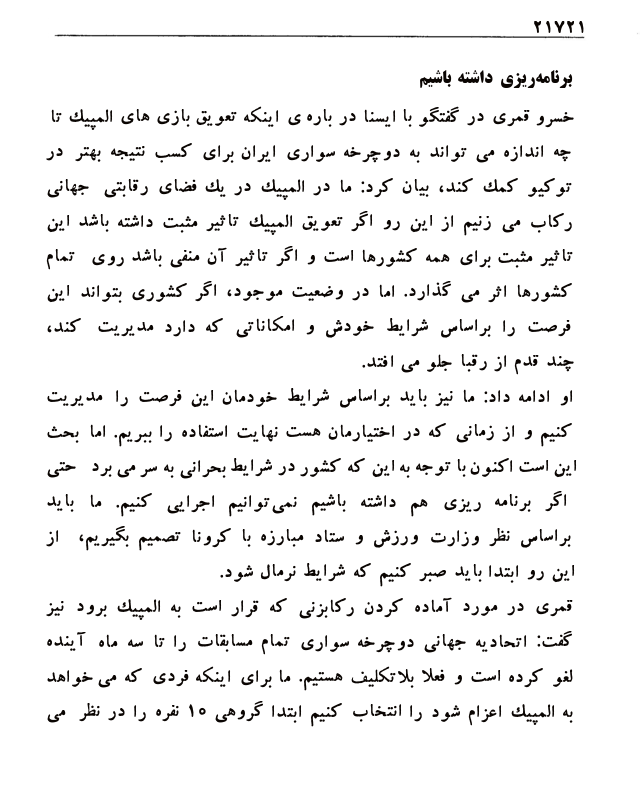 ۲۱۷۲۱
برنامه‌ریزی داشته باشیم
خسرو قمری در گفتگو با ایسنا در باره ی اینکه تعویق بازی های المپیک تا
چه اندازه می تواند به دوچرخه سواری ایران برای کسب نتیجه بهتر در
توکیو کمک کند، بیان کرد: ما در المپیک در یک فضای رقابتی جهانی
رکاب می زنیم از این رو اگر تعویق المپیک تاثیر مثبت داشته باشد این
تاثیر مثبت برای همه کشورها است و اگر تاثیر آن منفی باشد روی تمام
کشورها اثر می گذارد. اما در وضعیت موجود، اگر کشوری بتواند این
فرصت را براساس شرایط خودش و امکاناتی که دارد مدیریت کند،
چند قدم از رقبا جلو می افتد.
او ادامه داد: ما نیز باید براساس شرایط خودمان این فرصت را مدیریت
کنیم و از زمانی که در اختیارمان هست نهایت استفاده را ببریم. اما بحث
این است اکنون با توجه به این که کشور در شرایط بحرانی به سر می برد حتی
اگر برنامه ریزی هم داشته باشیم نمی‌توانیم اجرایی کنیم. ما باید
براساس نظر وزارت ورزش و ستاد مبارزه با کرونا تصمیم بگیریم، از
این رو ابتدا باید صبر کنیم که شرایط نرمال شود.
قمری در مورد آماده کردن رکابزنی که قرار است به المپیک برود نیز
گفت: اتحادیه جهانی دوچرخه سواری تمام مسابقات را تا سه ماه آینده
لغو کرده است و فعلا بلاتکلیف هستیم. ما برای اینکه فردی که می خواهد
به المپیک اعزام شود را انتخاب کنیم ابتدا گروهی ۱۵ نفره را در نظر می